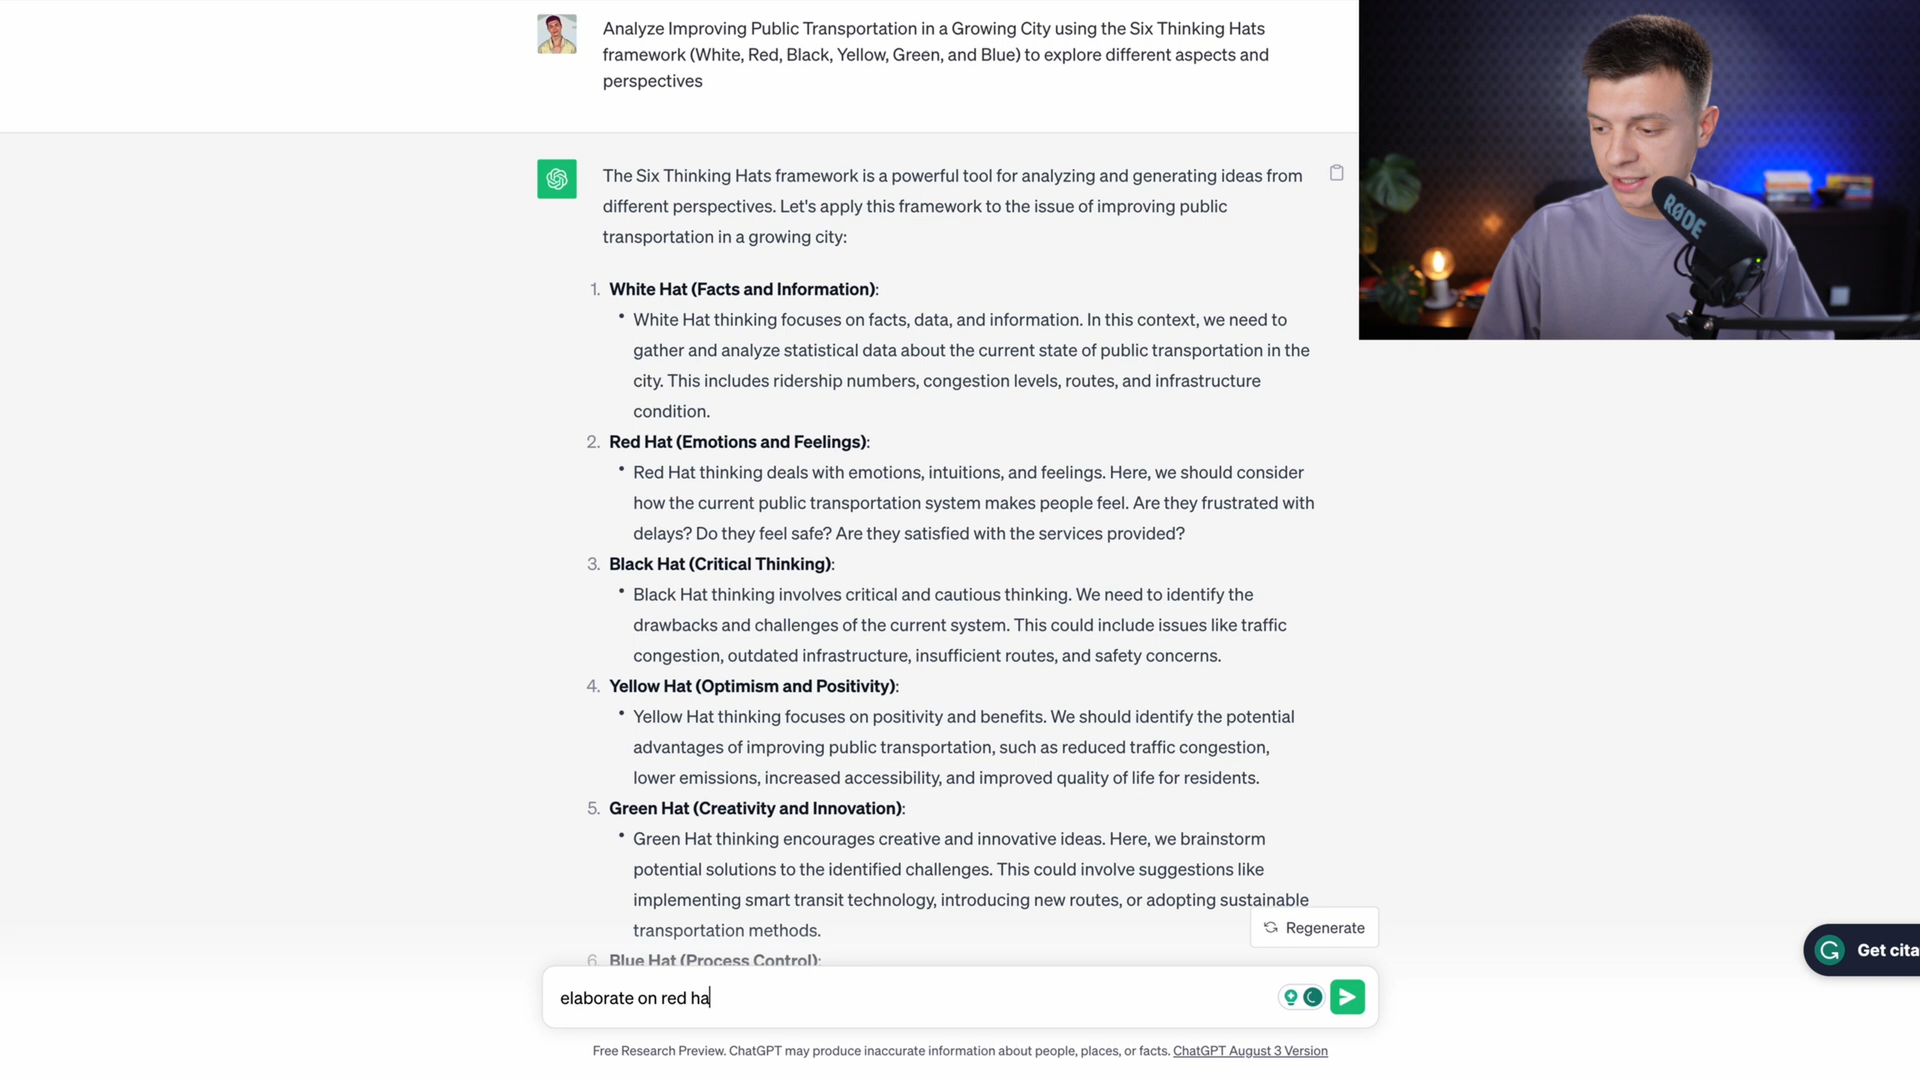 Analyze Improving Public Transportation in a Growing City using the Six Thinking Hats
framework (White, Red, Black, Yellow, Green, and Blue) to explore different aspects and
perspectives
The Six Thinking Hats framework is a powerful tool for analyzing and generating ideas from
different perspectives. Let's apply this framework to the issue of improving public
transportation in a growing city:
1. White Hat (Facts and Information):
• White Hat thinking focuses on facts, data, and information. In this context, we need to
gather and analyze statistical data about the current state of public transportation in the
city. This includes ridership numbers, congestion levels, routes, and infrastructure
condition.
2. Red Hat (Emotions and Feelings):
• Red Hat thinking deals with emotions, intuitions, and feelings. Here, we should consider
how the current public transportation system makes people feel. Are they frustrated with
delays? Do they feel safe? Are they satisfied with the services provided?
3. Black Hat (Critical Thinking):
• Black Hat thinking involves critical and cautious thinking. We need to identify the
drawbacks and challenges of the current system. This could include issues like traffic
congestion, outdated infrastructure, insufficient routes, and safety concerns.
4. Yellow Hat (Optimism and Positivity):
• Yellow Hat thinking focuses on positivity and benefits. We should identify the potential
advantages of improving public transportation, such as reduced traffic congestion,
lower emissions, increased accessibility, and improved quality of life for residents.
5. Green Hat (Creativity and Innovation):
• Green Hat thinking encourages creative and innovative ideas. Here, we brainstorm
potential solutions to the identified challenges. This could involve suggestions like
implementing smart transit technology, introducing new routes, or adopting sustainable
transportation methods.
6. Blue Hat (Process Control):
Regenerate
elaborate on red ha
Free Research Preview. ChatGPT may produce inaccurate information about people, places, or facts. ChatGPT August 3 Version
RØDE
Get cita